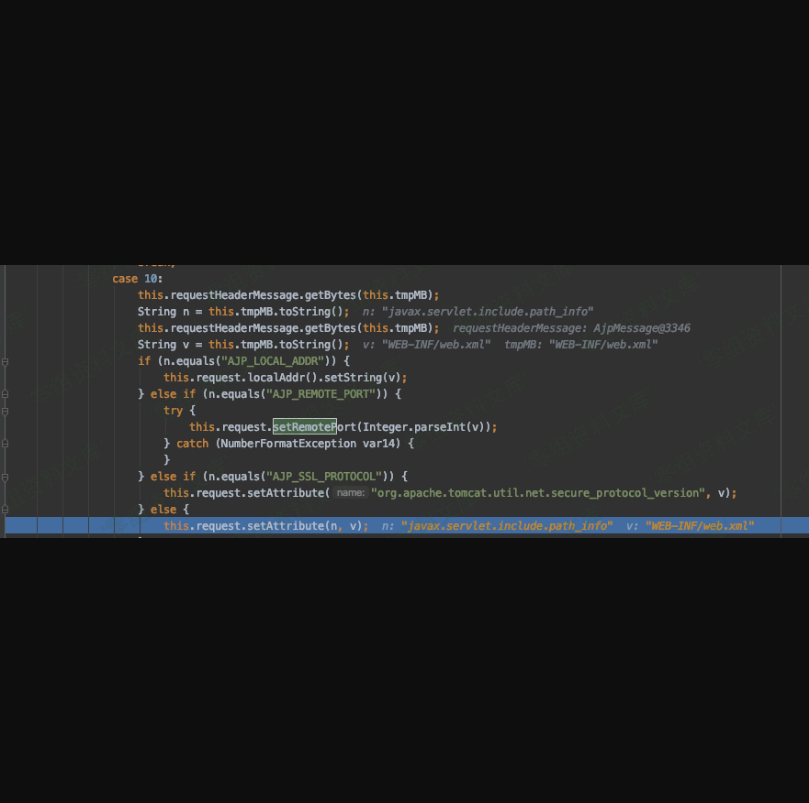 case 10:
this.requestHeaderMessage.getBytes(this.tmpMB);
String n = this.tmpMB.toString(); n: "javax.servlet.include.path_info"
this.requestHeaderMessage.getBytes(this.tmpMB); requestHeaderMessage: AjpMessage@3346
String v = this.tmpMB.toString(); v: "WEB-INF/web.xml" tmpMB: "WEB-INF/web.xml"
if (n.equals("AJP_LOCAL_ADDR")) {
this.request.localAddr().setString(v);
} else if (n.equals("AJP_REMOTE_PORT")) {
try {
this.request.setRemotePort(Integer.parseInt(v));
} catch (NumberFormatException var14) {
}
} else if (n.equals("AJP_SSL_PROTOCOL")) {
this.request.setAttribute( name: "org.apache.tomcat.util.net.secure_protocol_version", v);
} else {
this.request.setAttribute(n, v); n: "javax.servlet.include.path_info" v: "WEB-INF/web.xml"